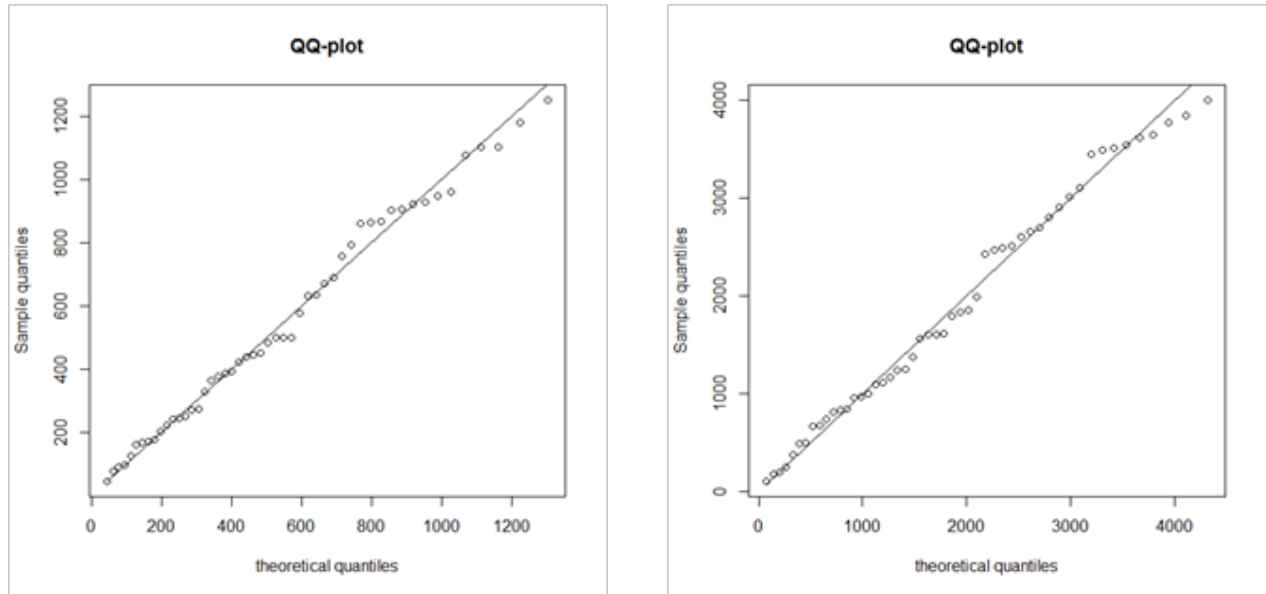 QQ-plot
Sample quantiles
1200
1000
800
600
400
200
0 200 400 600 800 1000 1200
theoretical quantiles
QQ-plot
Sample quantiles
4000
3000
2000
1000
0
0 1000 2000 3000 4000
theoretical quantiles